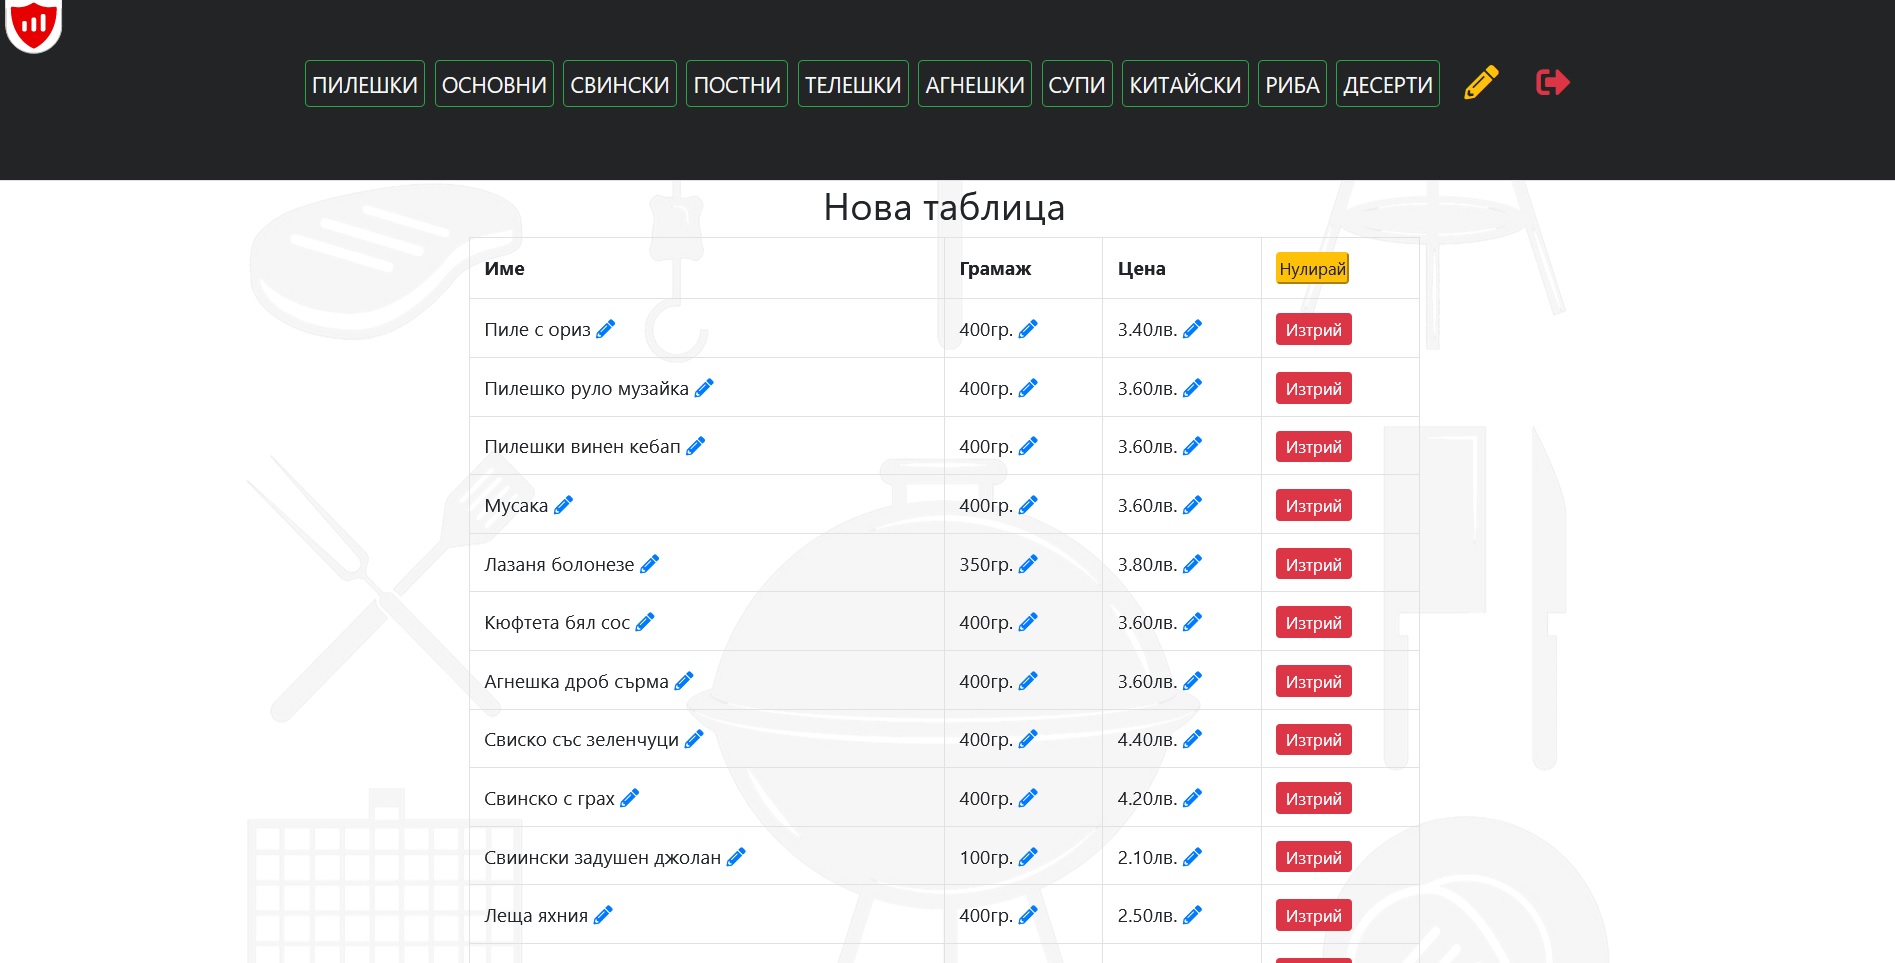 ПИЛЕШКИ ОСНОВНИ СВИНСКИ ПОСТНИ ТЕЛЕШКИ АГНЕШКИ СУПИ КИТАЙСКИ РИБА ДЕСЕРТИ
Нова таблица
Име Грамаж Цена Нулирай
Пиле с ориз 400гр. 3.40лв. Изтрий
Пилешко руло музайка 400гр. 3.60лв. Изтрий
Пилешки винен кебап 400гр. 3.60лв. Изтрий
Мусака 400гр. 3.60лв. Изтрий
Лазаня болонезе 350гр. 3.80лв. Изтрий
Кюфтета бял сос 400гр. 3.60лв. Изтрий
Агнешка дроб сърма 400гр. 3.60лв. Изтрий
Свиско със зеленчуци 400гр. 4.40лв. Изтрий
Свинско с грах 400гр. 4.20лв. Изтрий
Свиински задушен джолан 100гр. 2.10лв. Изтрий
Леща яхния 400гр. 2.50лв. Изтрий